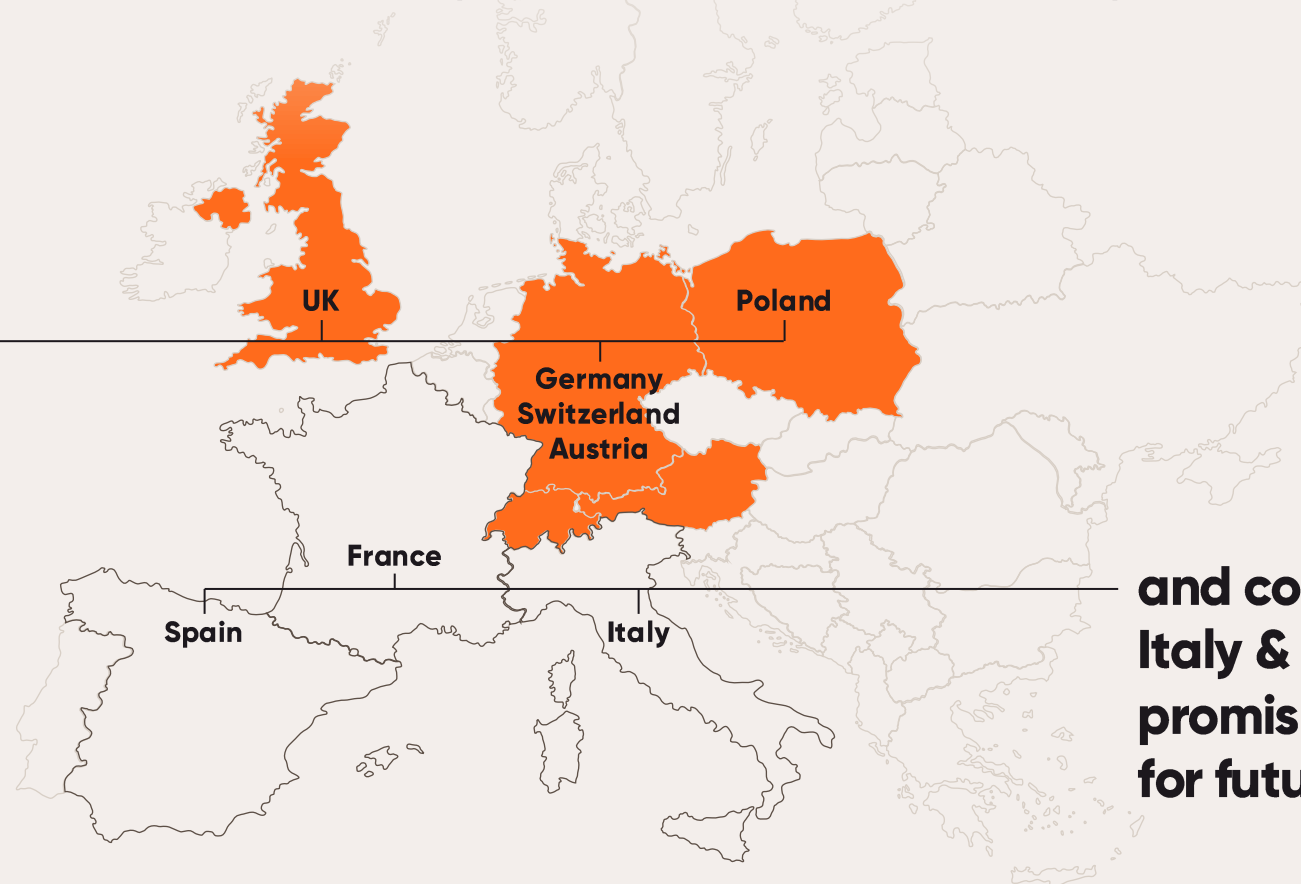 UK
Poland
Germany
Switzerland
Austria
France
Spain
Italy
and co
Italy &
promis
for futu